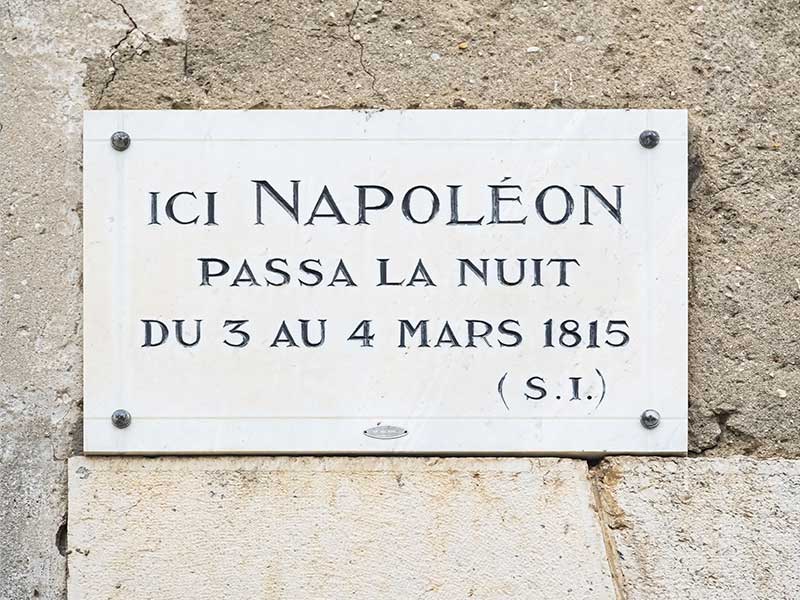 ICI NAPOLÉON
PASSA LA NUIT
DU 3 AU 4 MARS 1815
(S.I.)